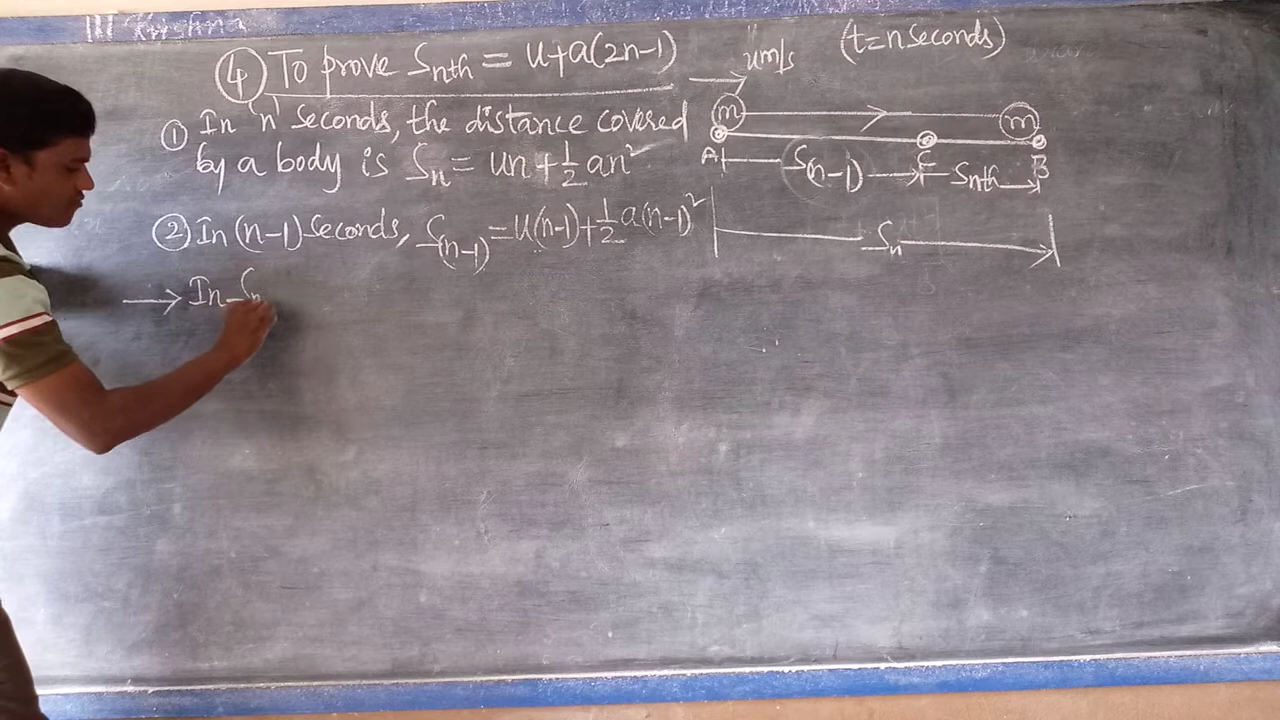 ④ To prove Snth = u+a(2n-1)
um/s
(t=n Seconds)
① In 'n' Seconds, the distance covered
by a body is Sn = un + 1/2 an²
m m
A C B
S(n-1) Snth
Sn
② In (n-1) Seconds, S(n-1) = u(n-1) + 1/2 a(n-1)²
→ In Sn